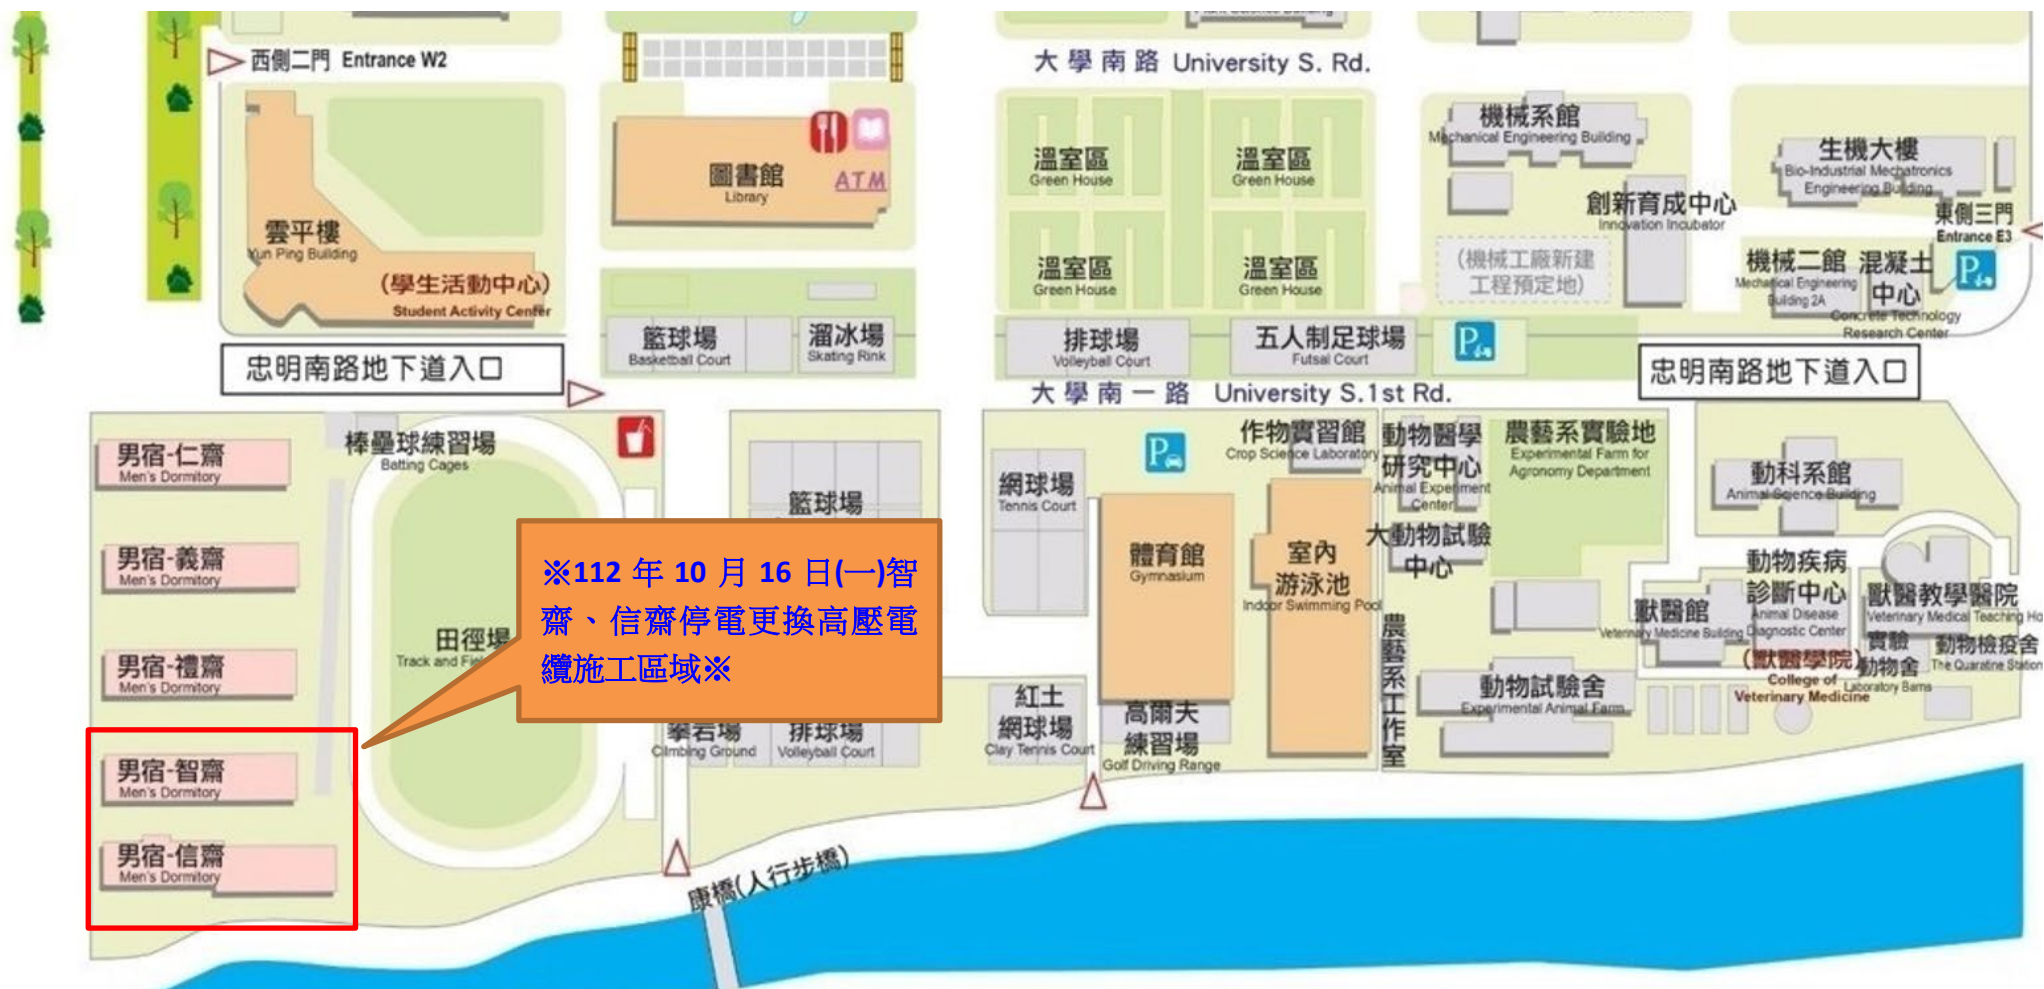 西側二門 Entrance W2
大學南路 University S. Rd.
機械系館
Mechanical Engineering Building
生機大樓
Bio-Industrial Mechatronics
Engineering Building
圖書館
Library
ATM
溫室區
Green House
溫室區
Green House
創新育成中心
Innovation Incubator
東側三門
Entrance E3
雲平樓
Yun Ping Building
(學生活動中心)
Student Activity Center
溫室區
Green House
溫室區
Green House
(機械工廠新建
工程預定地)
機械二館
Mechanical Engineering
Building 2A
混凝土
中心
Concrete Technology
Research Center
P
籃球場
Basketball Court
溜冰場
Skating Rink
排球場
Volleyball Court
五人制足球場
Futsal Court
P
忠明南路地下道入口
忠明南路地下道入口
大學南一路 University S.1st Rd.
男宿-仁齋
Men's Dormitory
棒壘球練習場
Batting Cages
籃球場
網球場
Tennis Court
P
作物實習館
Crop Science Laboratory
動物醫學
研究中心
Animal Experiment
Center
農藝系實驗地
Experimental Farm for
Agronomy Department
動科系館
Animal Science Building
男宿-義齋
Men's Dormitory
※112 年 10 月 16 日(一)智
齋、信齋停電更換高壓電
纜施工區域※
體育館
Gymnasium
室內
游泳池
Indoor Swimming Pool
大動物試驗
中心
動物疾病
診斷中心
Animal Disease
Diagnostic Center
獸醫館
Veterinary Medicine Building
獸醫教學醫院
Veterinary Medical Teaching Ho
男宿-禮齋
Men's Dormitory
田徑場
Track and Fie
農藝系工作室
動物試驗舍
Experimental Animal Farm
(獸醫學院)
College of
Veterinary Medicine
實驗
動物舍
Laboratory Barns
動物檢疫舍
The Quaratine Station
男宿-智齋
Men's Dormitory
攀岩場
Climbing Ground
排球場
Volleyball Court
紅土
網球場
Clay Tennis Court
高爾夫
練習場
Golf Driving Range
男宿-信齋
Men's Dormitory
康橋(人行步橋)